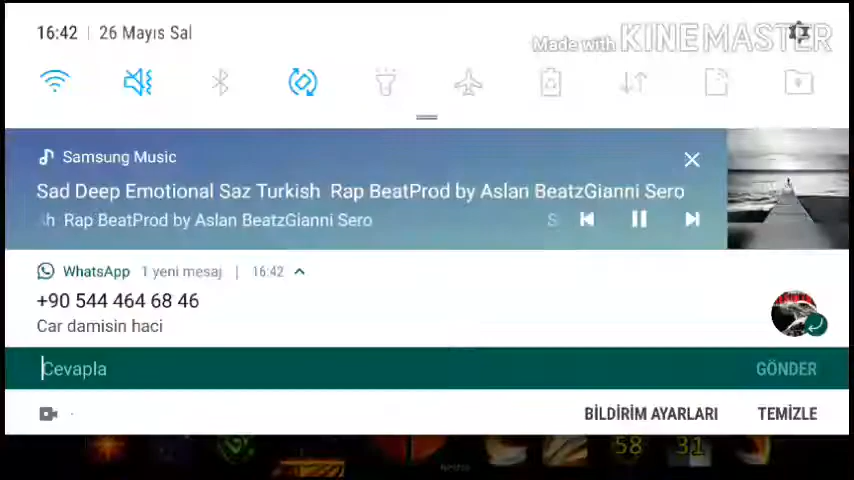 16:42 | 26 Mayıs Sal
Made with KINEMASTER
Samsung Music
Sad Deep Emotional Saz Turkish Rap BeatProd by Aslan BeatzGianni Sero
h Rap BeatProd by Aslan BeatzGianni Sero S
WhatsApp 1 yeni mesaj | 16:42
+90 544 464 68 46
Car damisin haci
Cevapla GÖNDER
BİLDİRİM AYARLARI TEMİZLE
58 31